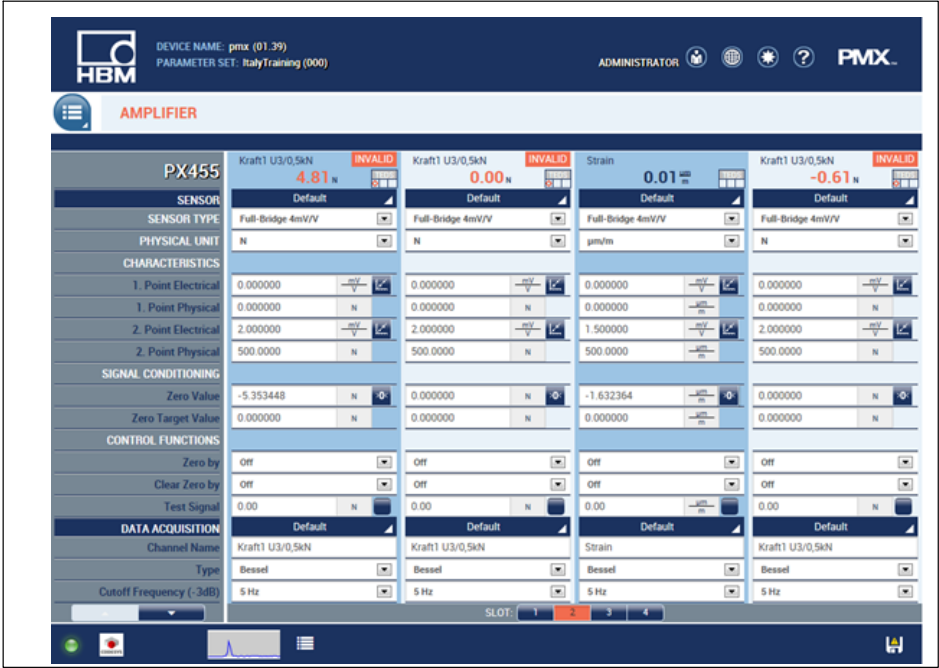 HBM
DEVICE NAME: pmx (01.39)
PARAMETER SET: ItalyTraining (000)
ADMINISTRATOR ? PMX
AMPLIFIER
PX455
Kraft1 U3/0,5kN INVALID Kraft1 U3/0,5kN INVALID Strain Kraft1 U3/0,5kN INVALID
4.81 N 0.00 N 0.01 µm/m -0.61 N
SENSOR Default Default Default Default
SENSOR TYPE Full-Bridge 4mV/V Full-Bridge 4mV/V Full-Bridge 4mV/V Full-Bridge 4mV/V
PHYSICAL UNIT N N µm/m N
CHARACTERISTICS
1. Point Electrical 0.000000 mV/V 0.000000 mV/V 0.000000 mV/V 0.000000 mV/V
1. Point Physical 0.000000 N 0.000000 N 0.000000 µm/m 0.000000 N
2. Point Electrical 2.000000 mV/V 2.000000 mV/V 1.500000 mV/V 2.000000 mV/V
2. Point Physical 500.0000 N 500.0000 N 500.0000 µm/m 500.0000 N
SIGNAL CONDITIONING
Zero Value -5.353448 N 0.000000 N -1.632364 µm/m 0.000000 N
Zero Target Value 0.000000 N 0.000000 N 0.000000 µm/m 0.000000 N
CONTROL FUNCTIONS
Zero by Off Off Off Off
Clear Zero by Off Off Off Off
Test Signal 0.00 N 0.00 N 0.00 µm/m 0.00 N
DATA ACQUISITION Default Default Default Default
Channel Name Kraft1 U3/0,5kN Kraft1 U3/0,5kN Strain Kraft1 U3/0,5kN
Type Bessel Bessel Bessel Bessel
Cutoff Frequency (-3dB) 5 Hz 5 Hz 5 Hz 5 Hz
SLOT: 1 2 3 4